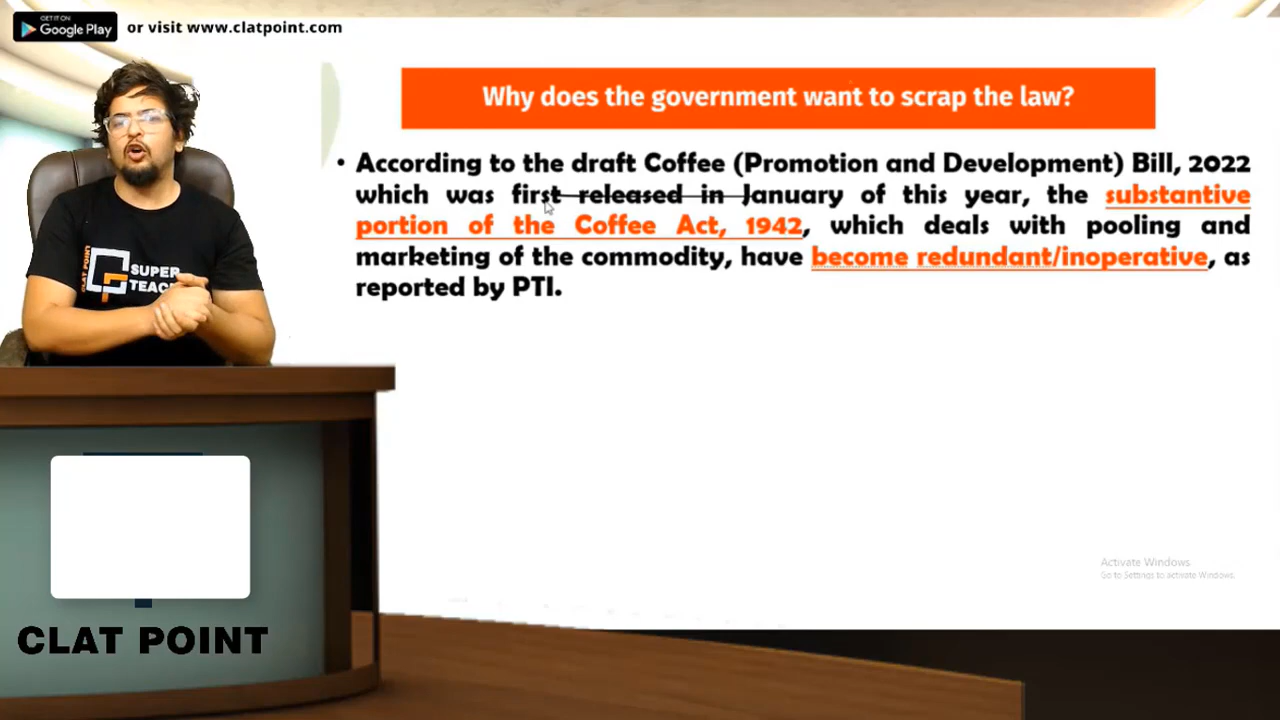 GET IT ON
Google Play
or visit www.clatpoint.com
Why does the government want to scrap the law?
• According to the draft Coffee (Promotion and Development) Bill, 2022
which was first released in January of this year, the substantive
portion of the Coffee Act, 1942, which deals with pooling and
marketing of the commodity, have become redundant/inoperative, as
reported by PTI.
CLAT POINT
SUPER
Activate Windows
Go to Settings to activate Windows.
CLAT POINT